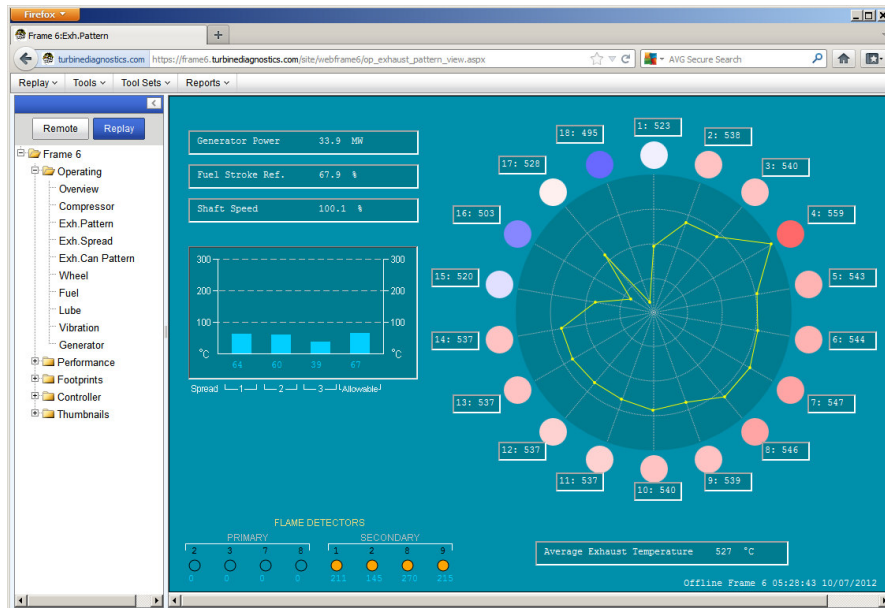 Firefox
Frame 6:Exh.Pattern
+
turbinediagnostics.com https://frame6.turbinediagnostics.com/site/webframe6/op_exhaust_pattern_view.aspx
AVG Secure Search
Replay Tools Tool Sets Reports
Remote Replay
Frame 6
Operating
Overview
Compressor
Exh.Pattern
Exh.Spread
Exh.Can Pattern
Wheel
Fuel
Lube
Vibration
Generator
Performance
Footprints
Controller
Thumbnails
Generator Power 33.9 MW
Fuel Stroke Ref. 67.9 %
Shaft Speed 100.1 %
300 300
200 200
100 100
°C °C
64 60 39 67
Spread 1 2 3 Allowable
1: 523
2: 538
3: 540
4: 559
5: 543
6: 544
7: 547
8: 546
9: 539
10: 540
11: 537
12: 537
13: 537
14: 537
15: 520
16: 503
17: 528
18: 495
FLAME DETECTORS
PRIMARY SECONDARY
2 3 7 8 1 2 8 9
0 0 0 0 211 145 270 215
Average Exhaust Temperature 527 °C
Offline Frame 6 05:28:43 10/07/2012